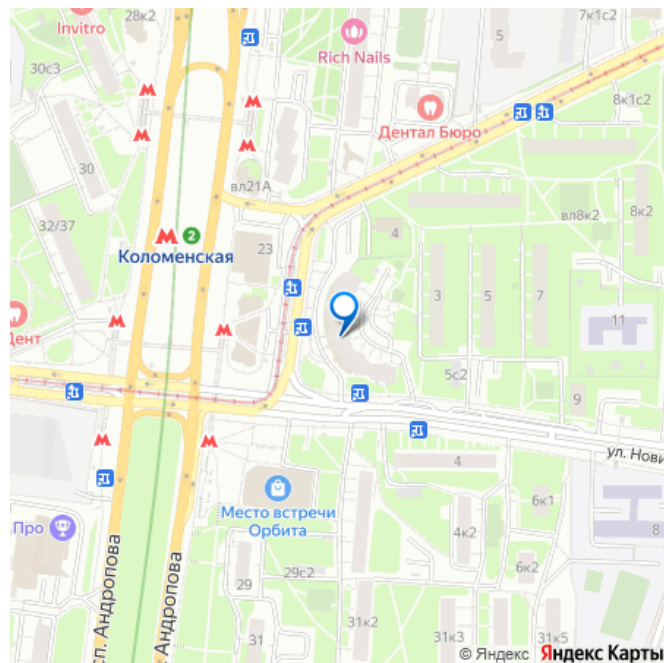 28к2
Invitro
30с3
Rich Nails
5
7к1с2
8к1с2
Дентал Бюро
30
вл21А
32/37
2
Коломенская
23
4
вл8к2
8к2
3
5
7
11
Дент
5с2
9
ул. Нови
4
Место встречи
Орбита
Про
4к2
6к1
6к2
8
29
29с2
31
31к2
31к3
31к5
сп. Андропова
Андропова
© Яндекс Яндекс Карты